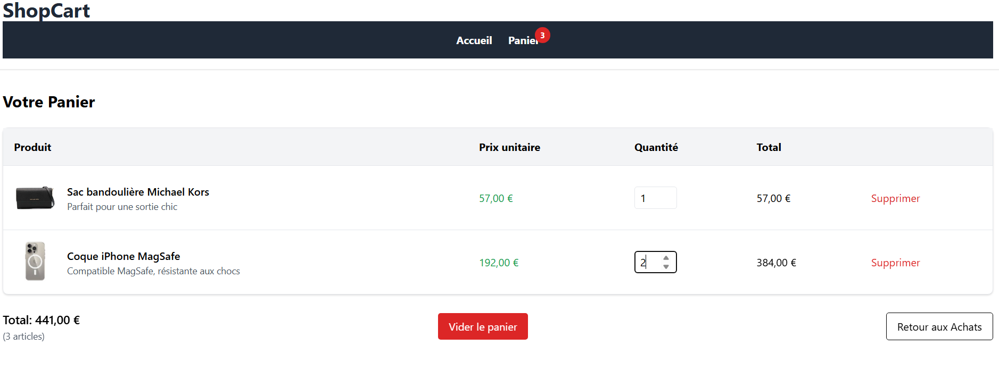 ShopCart
Accueil Panier 3
Votre Panier
Produit Prix unitaire Quantité Total
Sac bandoulière Michael Kors
Parfait pour une sortie chic
57,00 € 1 57,00 € Supprimer
Coque iPhone MagSafe
Compatible MagSafe, résistante aux chocs
192,00 € 2 384,00 € Supprimer
Total: 441,00 €
(3 articles)
Vider le panier
Retour aux Achats